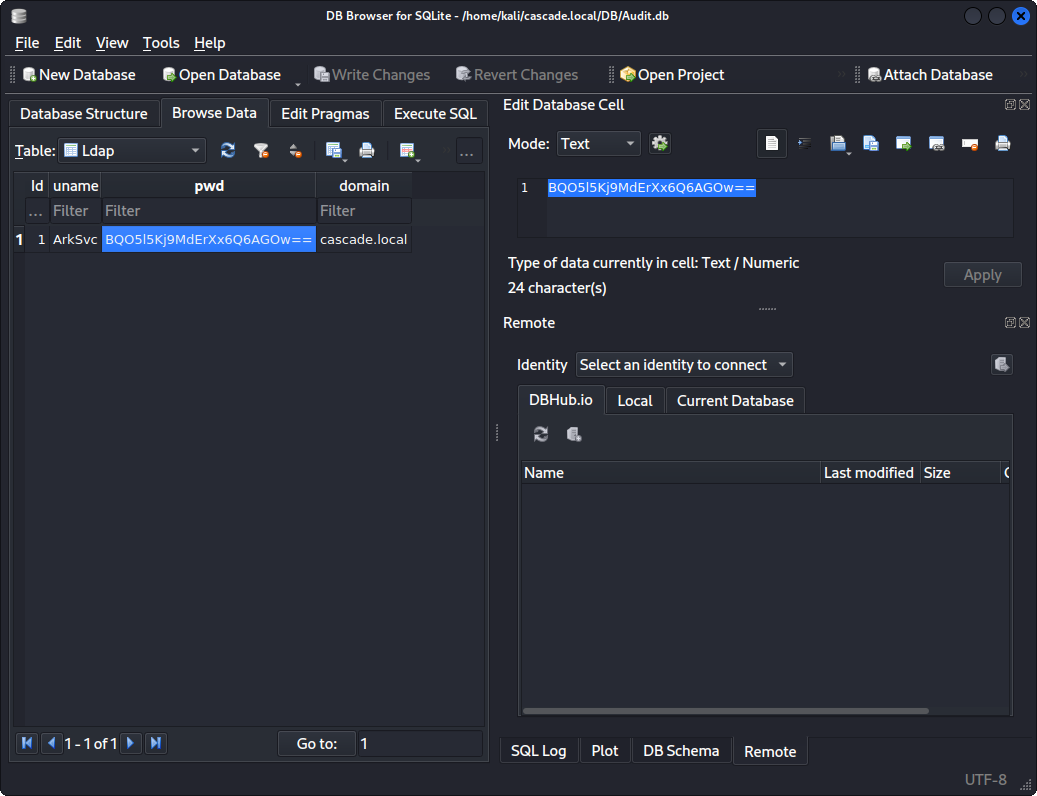 DB Browser for SQLite - /home/kali/cascade.local/DB/Audit.db
File Edit View Tools Help
New Database Open Database Write Changes Revert Changes Open Project Attach Database
Database Structure Browse Data Edit Pragmas Execute SQL
Table: Ldap ...
Id uname pwd domain
... Filter Filter Filter
1 1 ArkSvc BQO5l5Kj9MdErXx6Q6AGOw== cascade.local
1 - 1 of 1 Go to: 1
Edit Database Cell
Mode: Text
1 BQO5l5Kj9MdErXx6Q6AGOw==
Type of data currently in cell: Text / Numeric
24 character(s)
Apply
Remote
Identity Select an identity to connect
DBHub.io Local Current Database
Name Last modified Size
SQL Log Plot DB Schema Remote
UTF-8